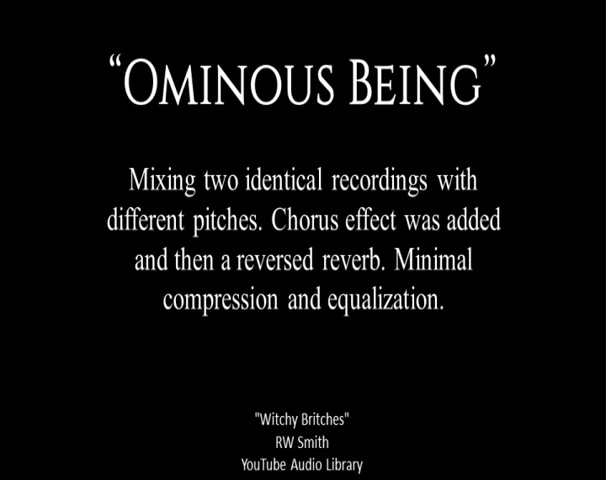 “Ominous Being”
Mixing two identical recordings with
different pitches. Chorus effect was added
and then a reversed reverb. Minimal
compression and equalization.
"Witchy Britches"
RW Smith
YouTube Audio Library